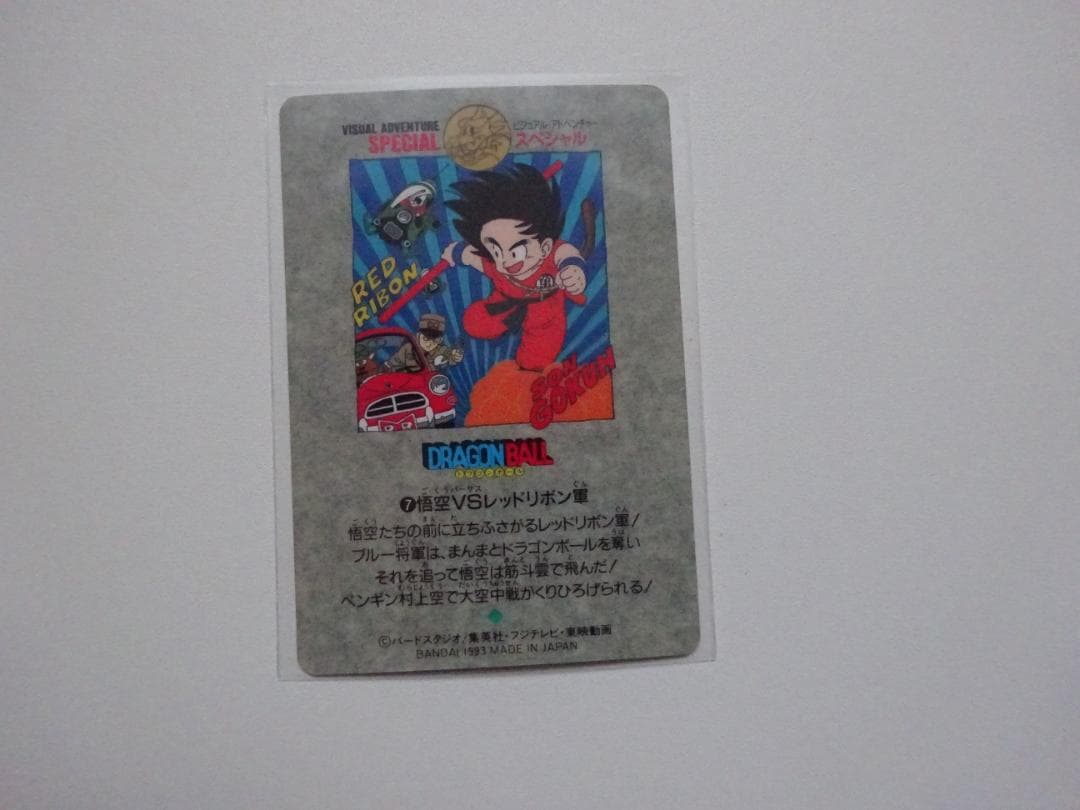 VISUAL ADVENTURE
SPECIAL
ビジュアル・アドベンチャー
スペシャル
RED
RIBON
SON
GOKUH
DRAGON BALL
ドラゴンボール
❼悟空VSレッドリボン軍
悟空たちの前に立ちふさがるレッドリボン軍!
ブルー将軍は、まんまとドラゴンボールを奪い
それを追って悟空は筋斗雲で飛んだ!
ペンギン村上空で大空中戦がくりひろげられる!
©バードスタジオ/集英社・フジテレビ・東映動画
BANDAI 1993 MADE IN JAPAN